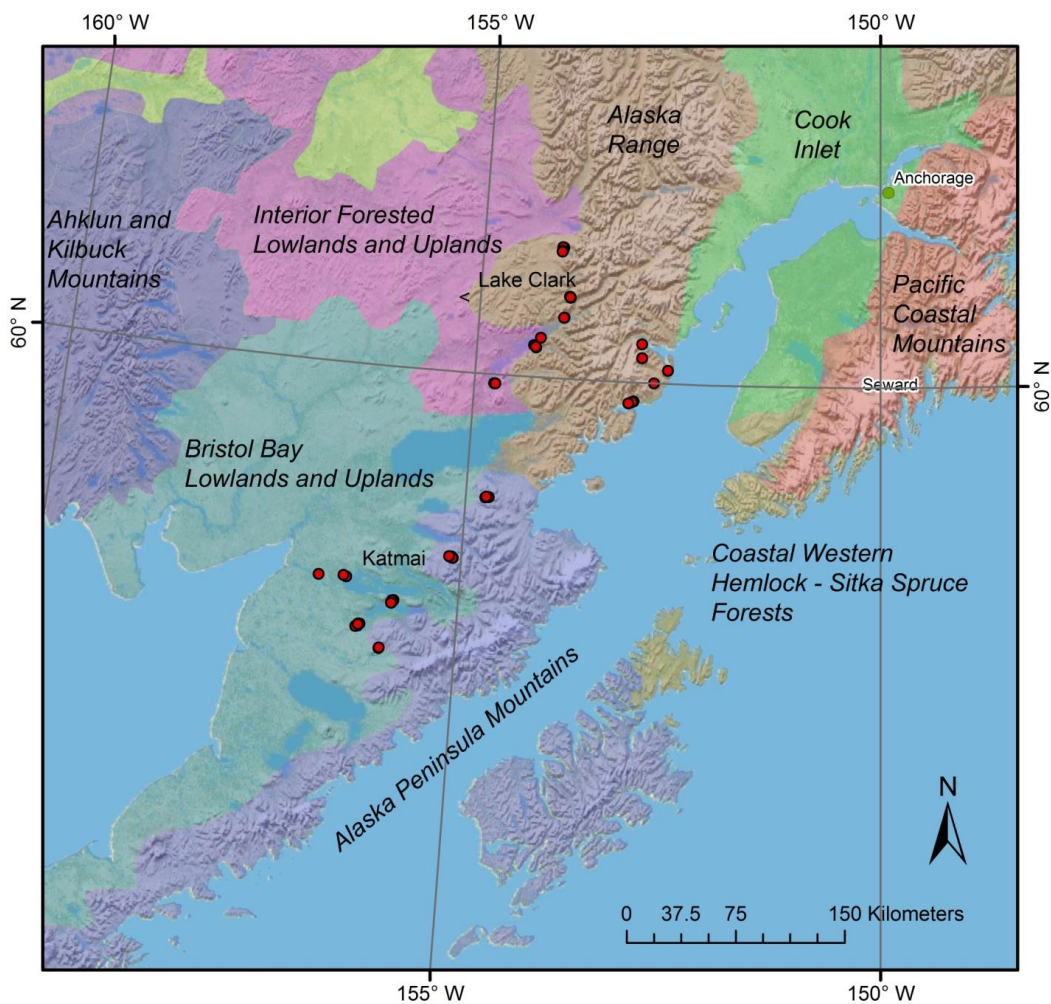 160° W
155° W
150° W
Alaska
Range
Cook
Inlet
Anchorage
Ahklun and
Kilbuck
Mountains
Interior Forested
Lowlands and Uplands
Lake Clark
<
Pacific
Coastal
Mountains
60° N
60° N
Seward
Bristol Bay
Lowlands and Uplands
Katmai
Coastal Western
Hemlock - Sitka Spruce
Forests
Alaska Peninsula Mountains
N
0 37.5 75 150 Kilometers
155° W
150° W